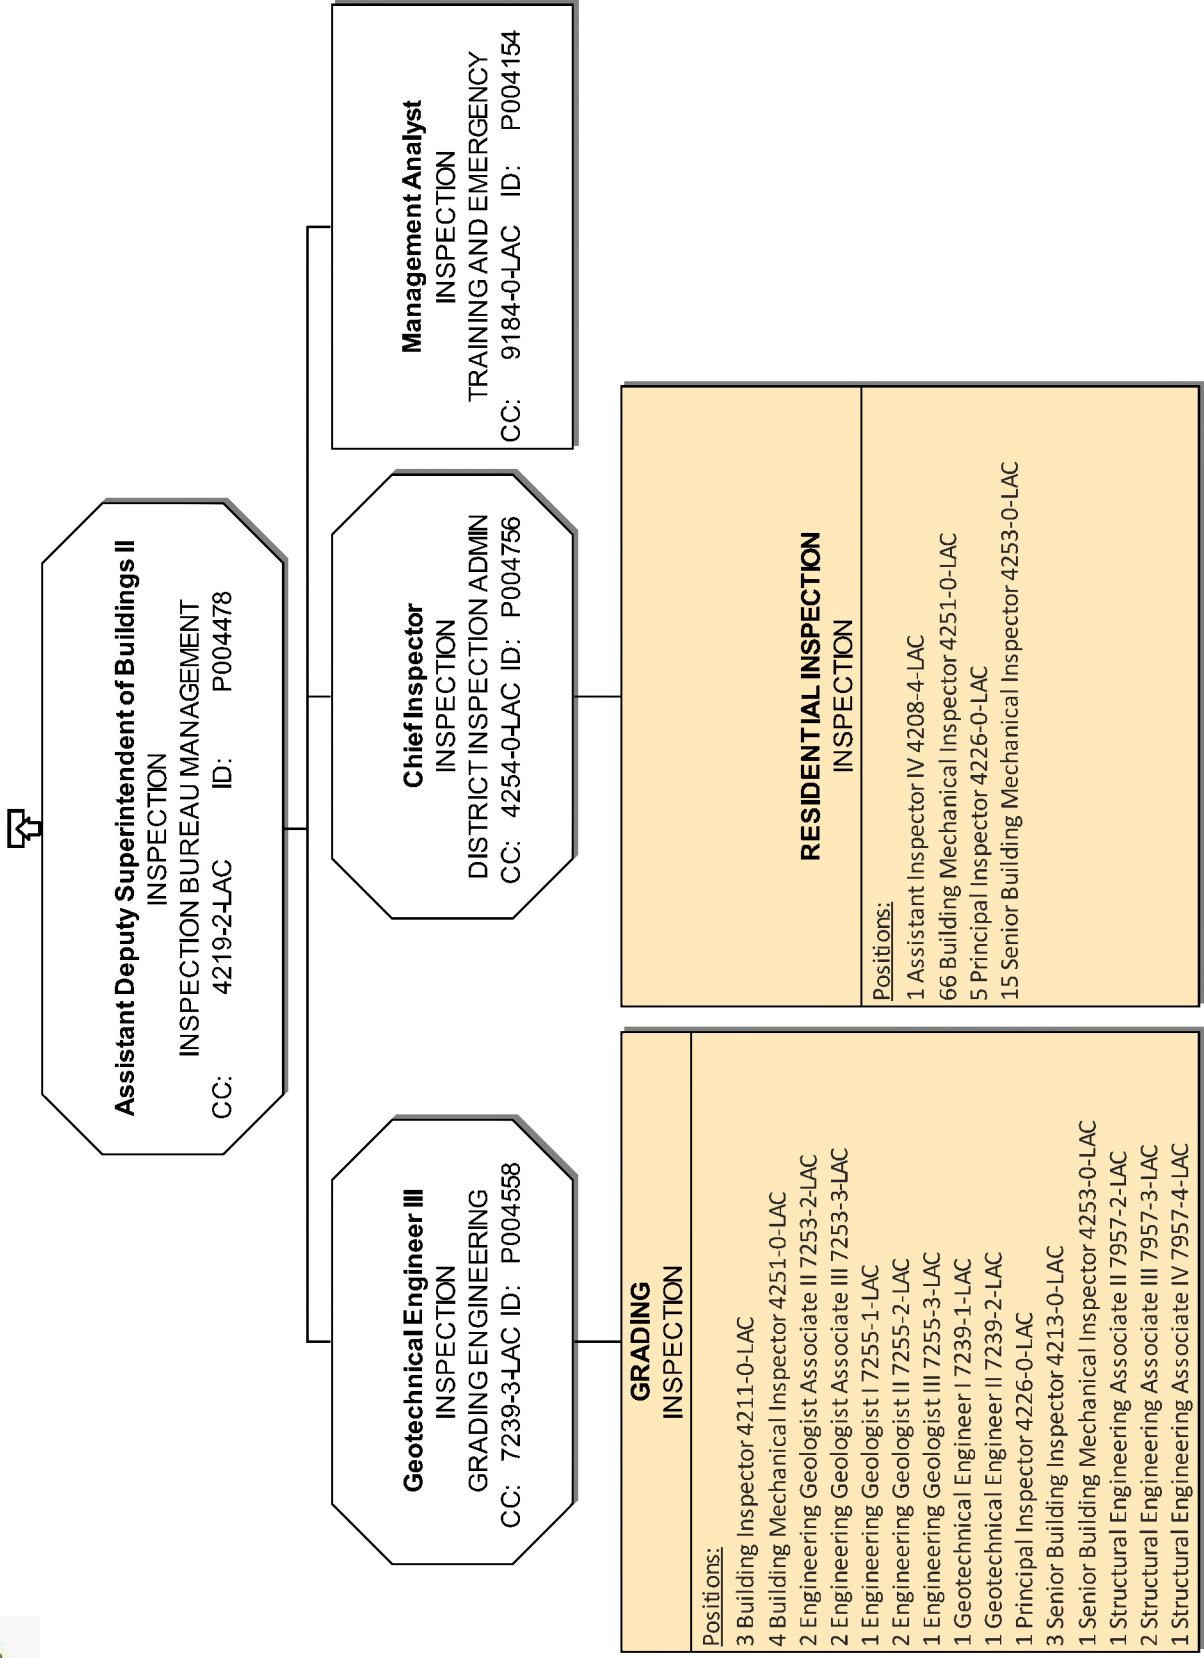 Assistant Deputy Superintendent of Buildings II
INSPECTION
INSPECTION BUREAU MANAGEMENT
CC: 4219-2-LAC ID: P004478
Geotechnical Engineer III
INSPECTION
GRADING ENGINEERING
CC: 7239-3-LAC ID: P004558
Chief Inspector
INSPECTION
DISTRICT INSPECTION ADMIN
CC: 4254-0-LAC ID: P004756
Management Analyst
INSPECTION
TRAINING AND EMERGENCY
CC: 9184-0-LAC ID: P004154
GRADING
INSPECTION
Positions:
3 Building Inspector 4211-0-LAC
4 Building Mechanical Inspector 4251-0-LAC
2 Engineering Geologist Associate II 7253-2-LAC
2 Engineering Geologist Associate III 7253-3-LAC
1 Engineering Geologist I 7255-1-LAC
2 Engineering Geologist II 7255-2-LAC
1 Engineering Geologist III 7255-3-LAC
1 Geotechnical Engineer I 7239-1-LAC
1 Geotechnical Engineer II 7239-2-LAC
1 Principal Inspector 4226-0-LAC
3 Senior Building Inspector 4213-0-LAC
1 Senior Building Mechanical Inspector 4253-0-LAC
1 Structural Engineering Associate II 7957-2-LAC
2 Structural Engineering Associate III 7957-3-LAC
1 Structural Engineering Associate IV 7957-4-LAC
RESIDENTIAL INSPECTION
INSPECTION
Positions:
1 Assistant Inspector IV 4208-4-LAC
66 Building Mechanical Inspector 4251-0-LAC
5 Principal Inspector 4226-0-LAC
15 Senior Building Mechanical Inspector 4253-0-LAC